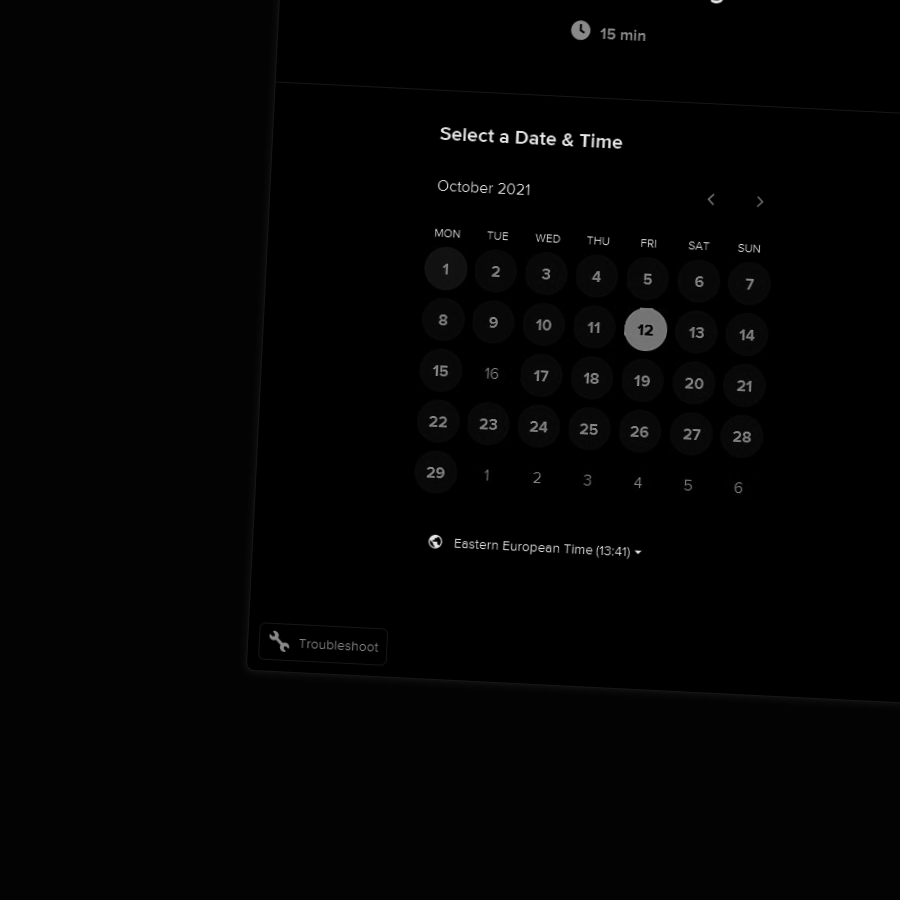 15 min
Select a Date & Time
October 2021
MON TUE WED THU FRI SAT SUN
1 2 3 4 5 6 7
8 9 10 11 12 13 14
15 16 17 18 19 20 21
22 23 24 25 26 27 28
29 1 2 3 4 5 6
Eastern European Time (13:41)
Troubleshoot